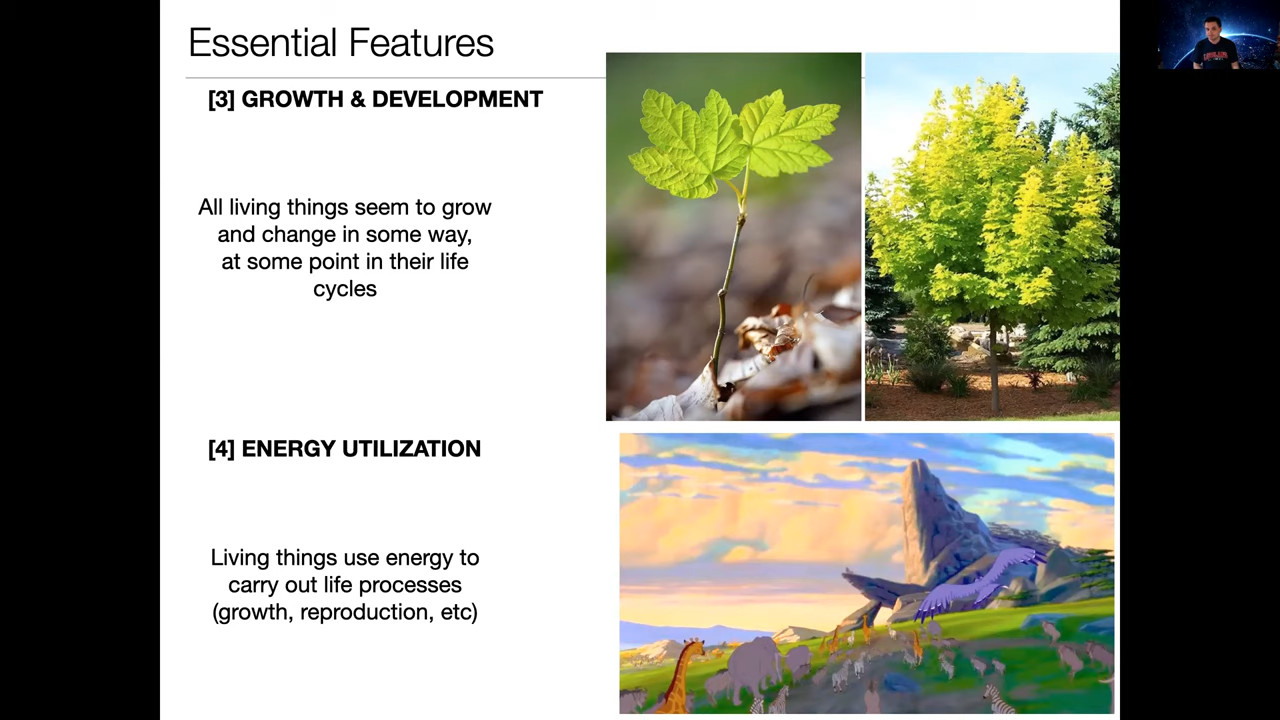 Essential Features
[3] GROWTH & DEVELOPMENT
All living things seem to grow
and change in some way,
at some point in their life
cycles
[4] ENERGY UTILIZATION
Living things use energy to
carry out life processes
(growth, reproduction, etc)